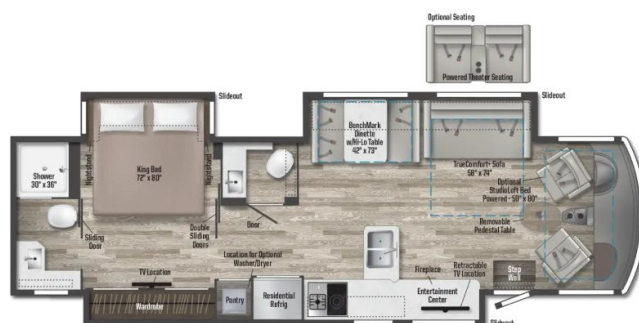 Optional Seating
Powered Theater Seating
Slideout
Slideout
BenchMark
Dinette
w/Hi-Lo Table
42" x 73"
Shower
30" x 36"
Nightstand
King Bed
72" x 80"
Nightstand
TrueComfort+ Sofa
58" x 74"
Optional
StudioLoft Bed
Powered - 50" x 80"
Removable
Pedestal Table
Sliding
Door
Double
Sliding
Doors
Door
Location for Optional
Washer/Dryer
TV Location
Fireplace
Retractable
TV Location
Step
Well
Wardrobe
Pantry
Residential
Refrig
Entertainment
Center
Slideout